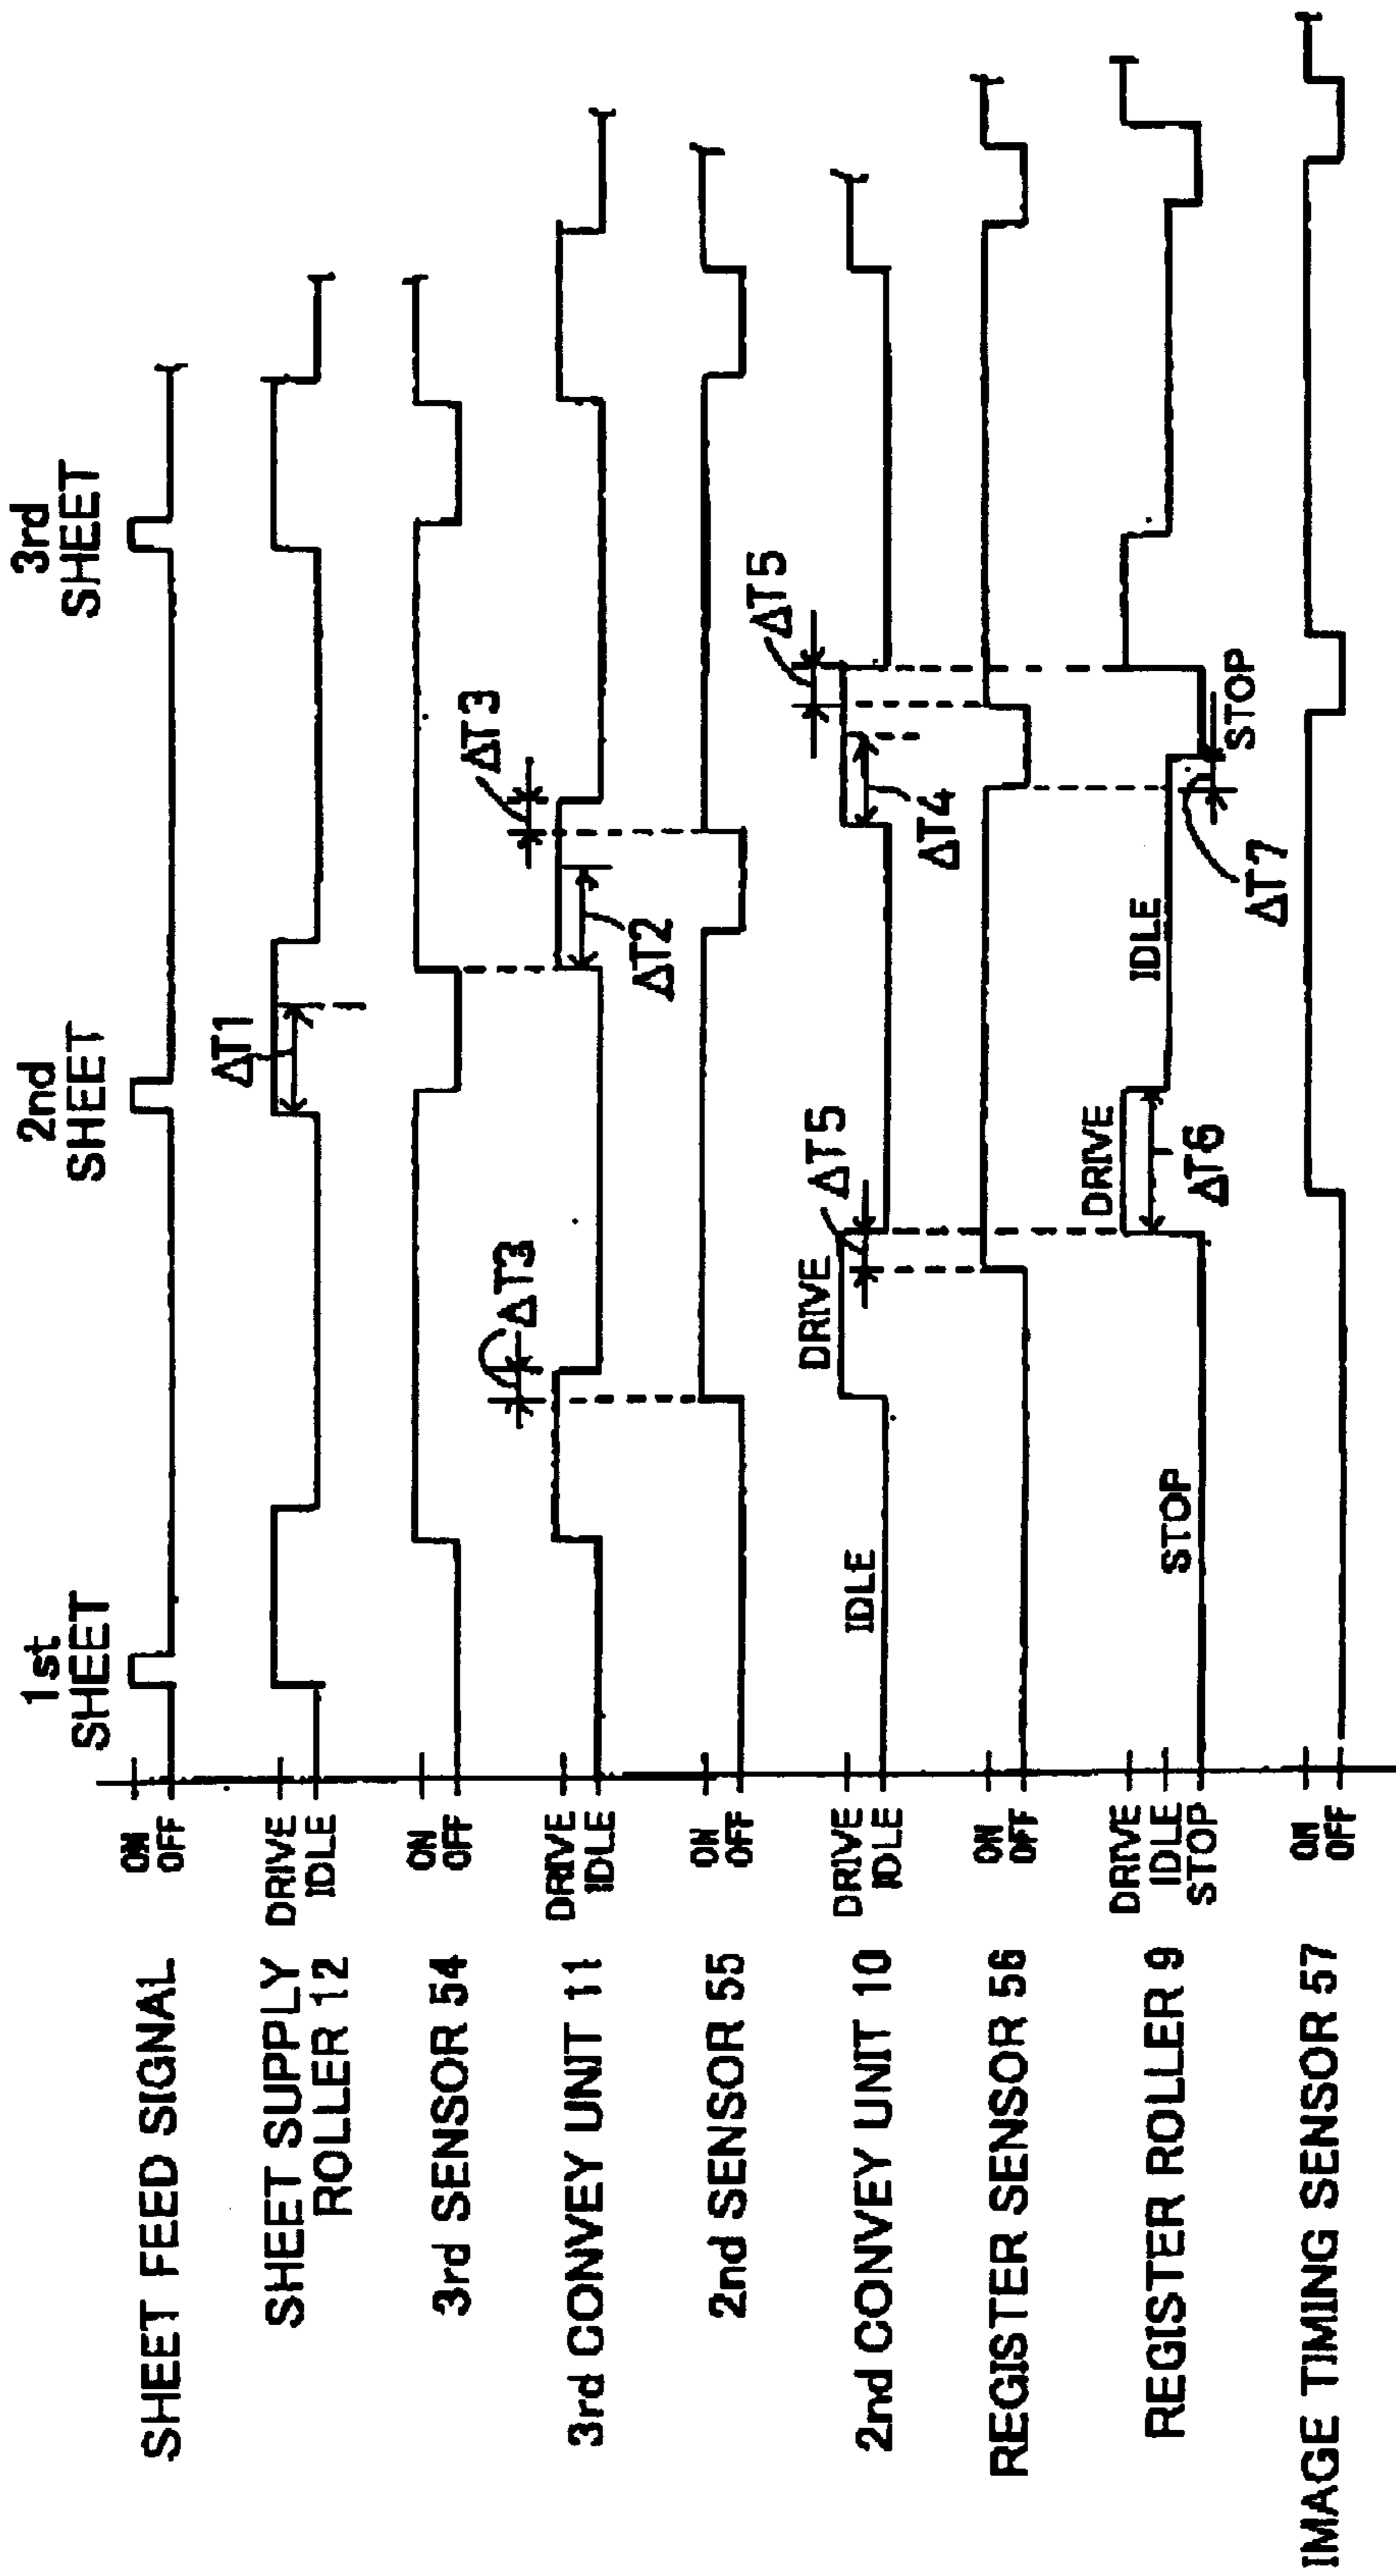 1st
SHEET
2nd
SHEET
3rd
SHEET
SHEET FEED SIGNAL
ON
OFF
SHEET SUPPLY
ROLLER 12
DRIVE
IDLE
ΔT1
3rd SENSOR 54
ON
OFF
3rd CONVEY UNIT 11
DRIVE
IDLE
ΔT3
ΔT2
ΔT3
2nd SENSOR 55
ON
OFF
2nd CONVEY UNIT 10
DRIVE
IDLE
IDLE
DRIVE
ΔT5
ΔT4
ΔT5
REGISTER SENSOR 56
ON
OFF
REGISTER ROLLER 9
DRIVE
IDLE
STOP
STOP
DRIVE
ΔT6
IDLE
ΔT7
STOP
IMAGE TIMING SENSOR 57
ON
OFF